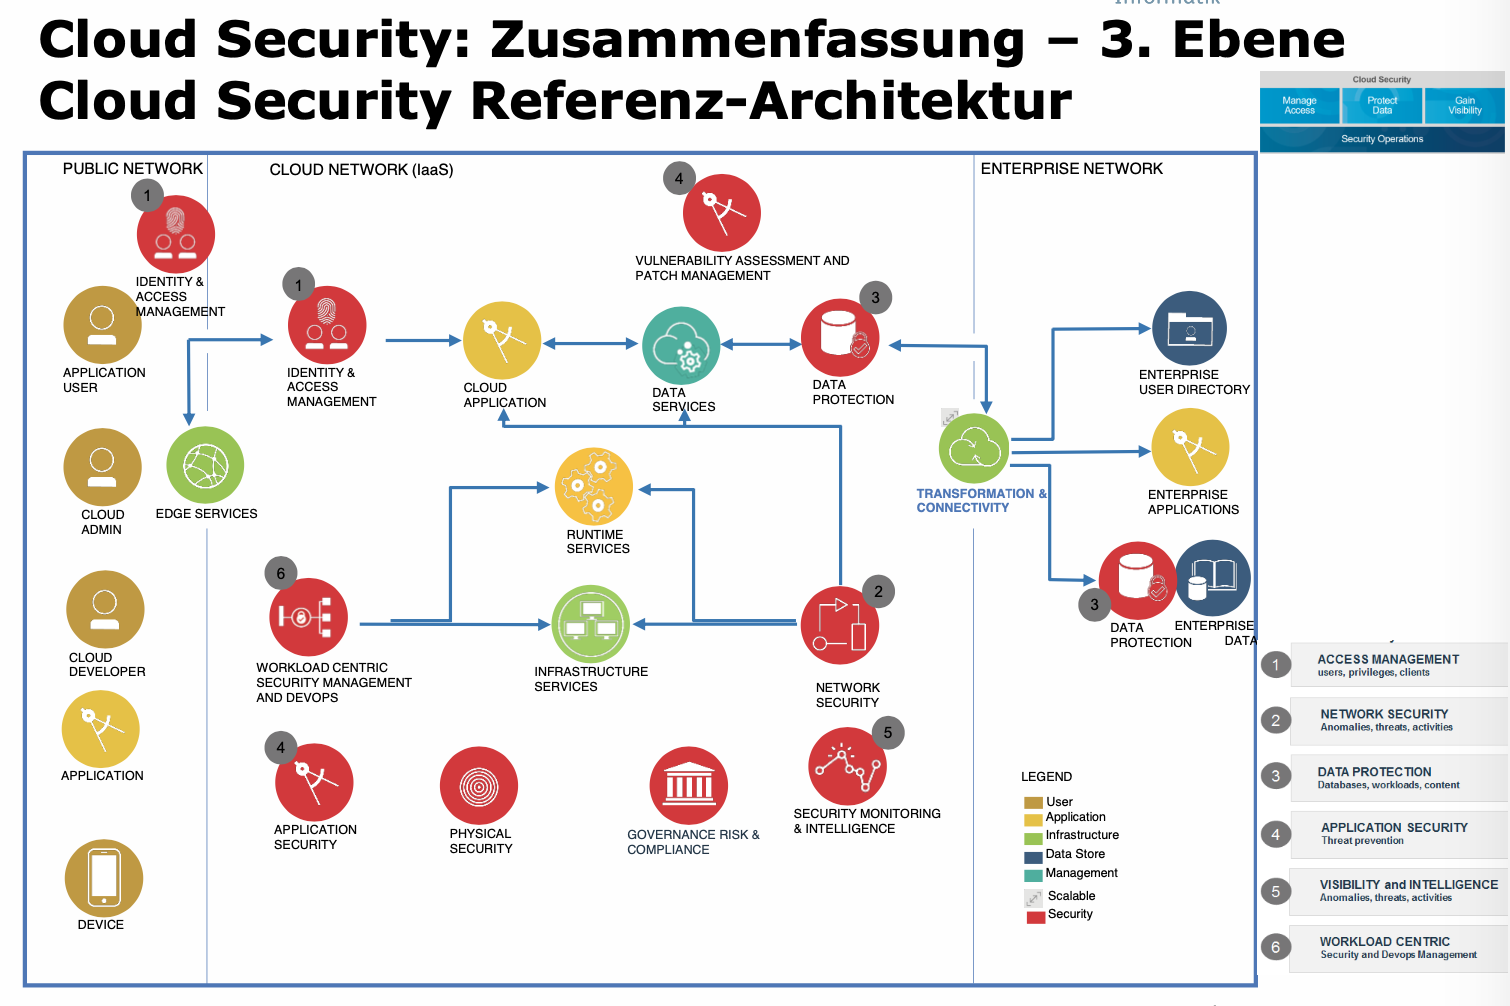 Cloud Security: Zusammenfassung – 3. Ebene
Cloud Security Referenz-Architektur
Cloud Security
Manage
Access
Protect
Data
Gain
Visibility
Security Operations
PUBLIC NETWORK
CLOUD NETWORK (IaaS)
ENTERPRISE NETWORK
1
IDENTITY &
ACCESS
MANAGEMENT
4
VULNERABILITY ASSESSMENT AND
PATCH MANAGEMENT
APPLICATION
USER
1
IDENTITY &
ACCESS
MANAGEMENT
CLOUD
APPLICATION
DATA
SERVICES
3
DATA
PROTECTION
ENTERPRISE
USER DIRECTORY
CLOUD
ADMIN
EDGE SERVICES
RUNTIME
SERVICES
TRANSFORMATION &
CONNECTIVITY
ENTERPRISE
APPLICATIONS
CLOUD
DEVELOPER
6
WORKLOAD CENTRIC
SECURITY MANAGEMENT
AND DEVOPS
INFRASTRUCTURE
SERVICES
2
NETWORK
SECURITY
3
DATA
PROTECTION
ENTERPRISE
DATA
APPLICATION
4
APPLICATION
SECURITY
PHYSICAL
SECURITY
GOVERNANCE RISK &
COMPLIANCE
5
SECURITY MONITORING
& INTELLIGENCE
DEVICE
LEGEND
User
Application
Infrastructure
Data Store
Management
Scalable
Security
1
ACCESS MANAGEMENT
users, privileges, clients
2
NETWORK SECURITY
Anomalies, threats, activities
3
DATA PROTECTION
Databases, workloads, content
4
APPLICATION SECURITY
Threat prevention
5
VISIBILITY and INTELLIGENCE
Anomalies, threats, activities
6
WORKLOAD CENTRIC
Security and Devops Management